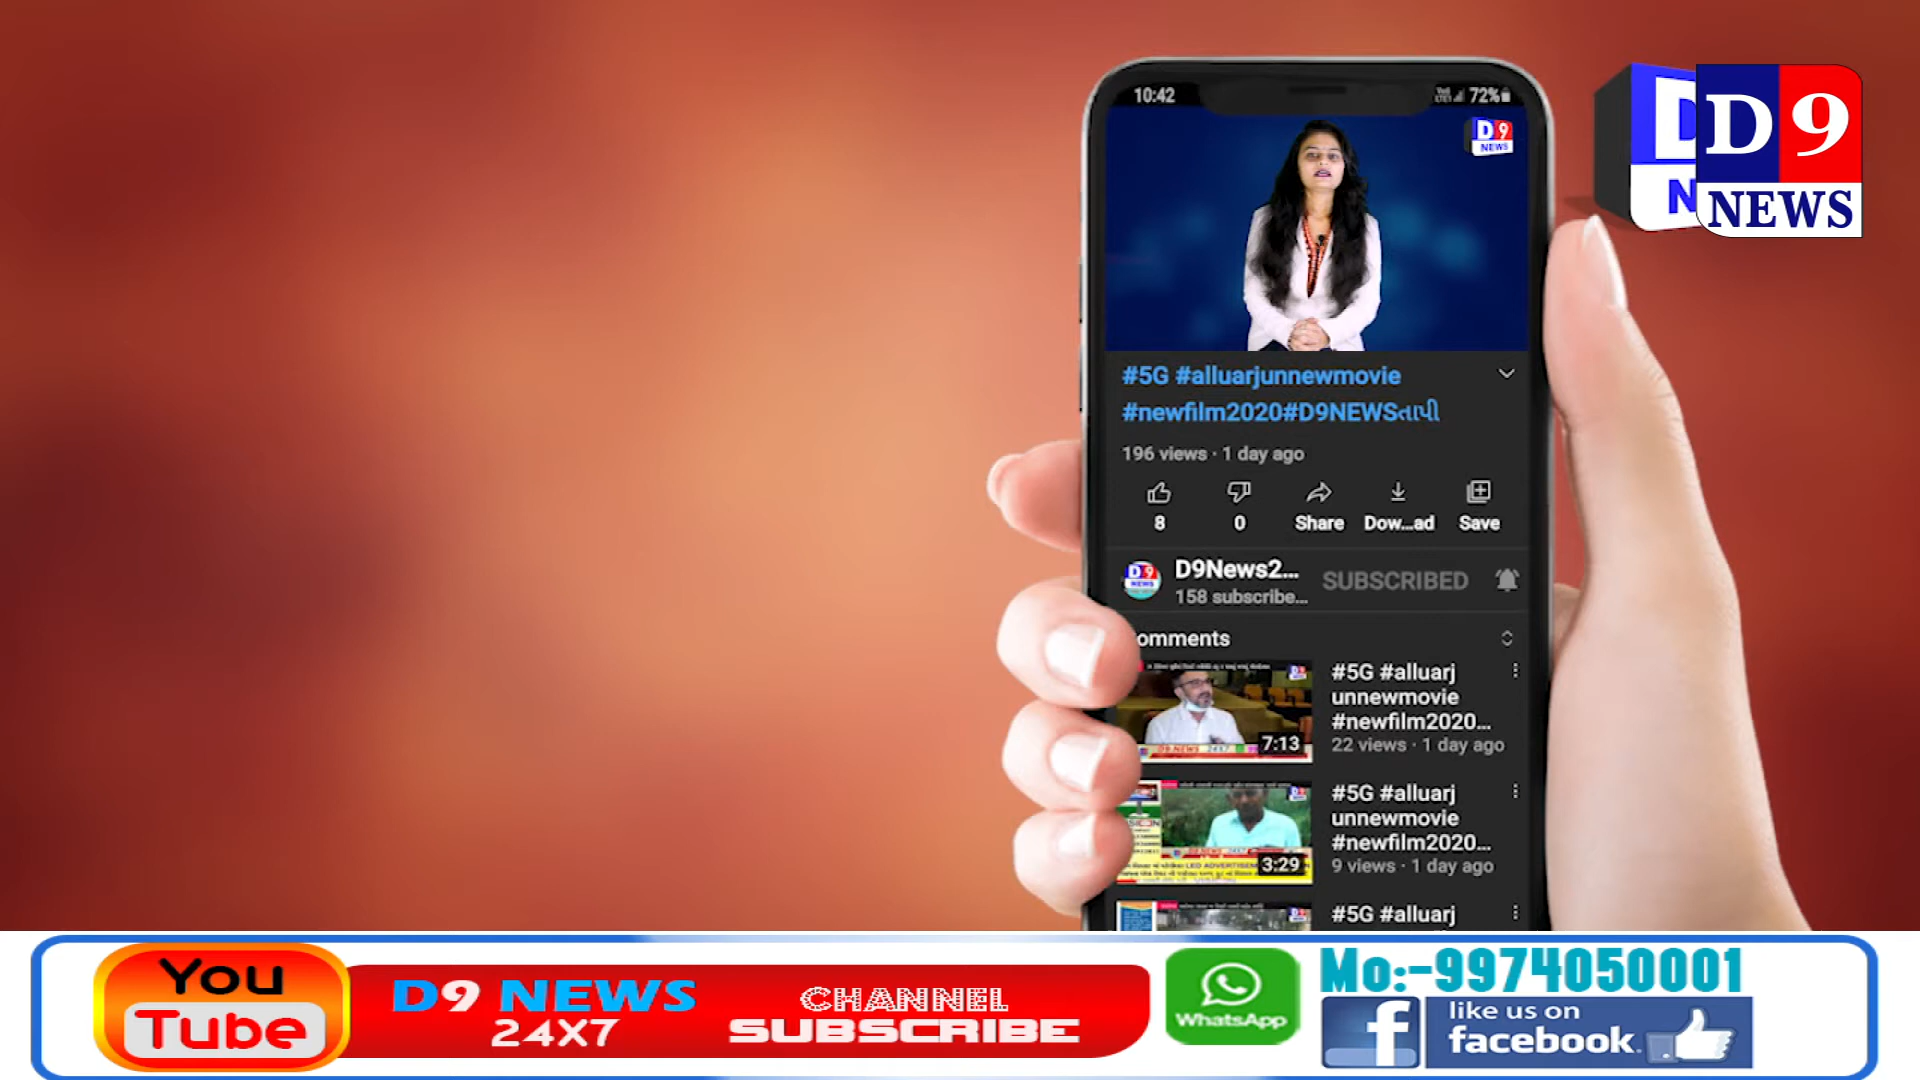 10:42
72%
D 9
NEWS
D 9
NEWS
#5G #alluarjunnewmovie
#newfilm2020#D9NEWSતાપી
196 views · 1 day ago
8
0
Share
Dow...ad
Save
D9News2...
158 subscribe...
SUBSCRIBED
omments
#5G #alluarj
unnewmovie
#newfilm2020...
22 views · 1 day ago
7:13
#5G #alluarj
unnewmovie
#newfilm2020...
9 views · 1 day ago
3:29
#5G #alluarj
You
Tube
D9 NEWS
24X7
CHANNEL
SUBSCRIBE
WhatsApp
Mo:-9974050001
f
like us on
facebook.